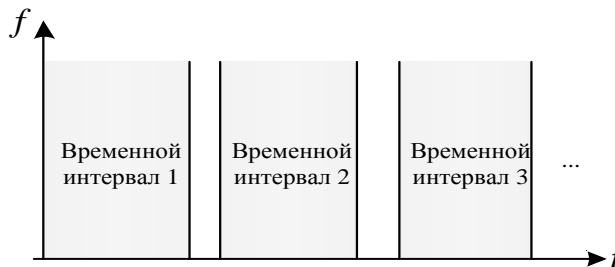 f
Временной интервал 1
Временной интервал 2
Временной интервал 3
...
t